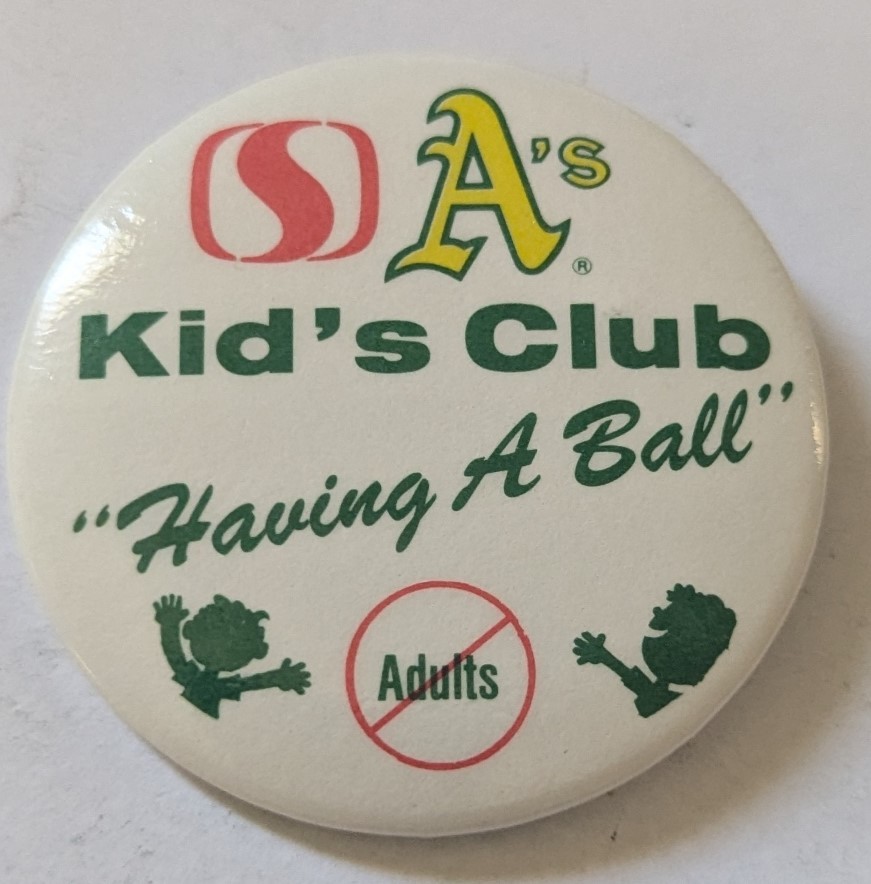 S A's ®
Kid's Club
“Having A Ball”
Adults